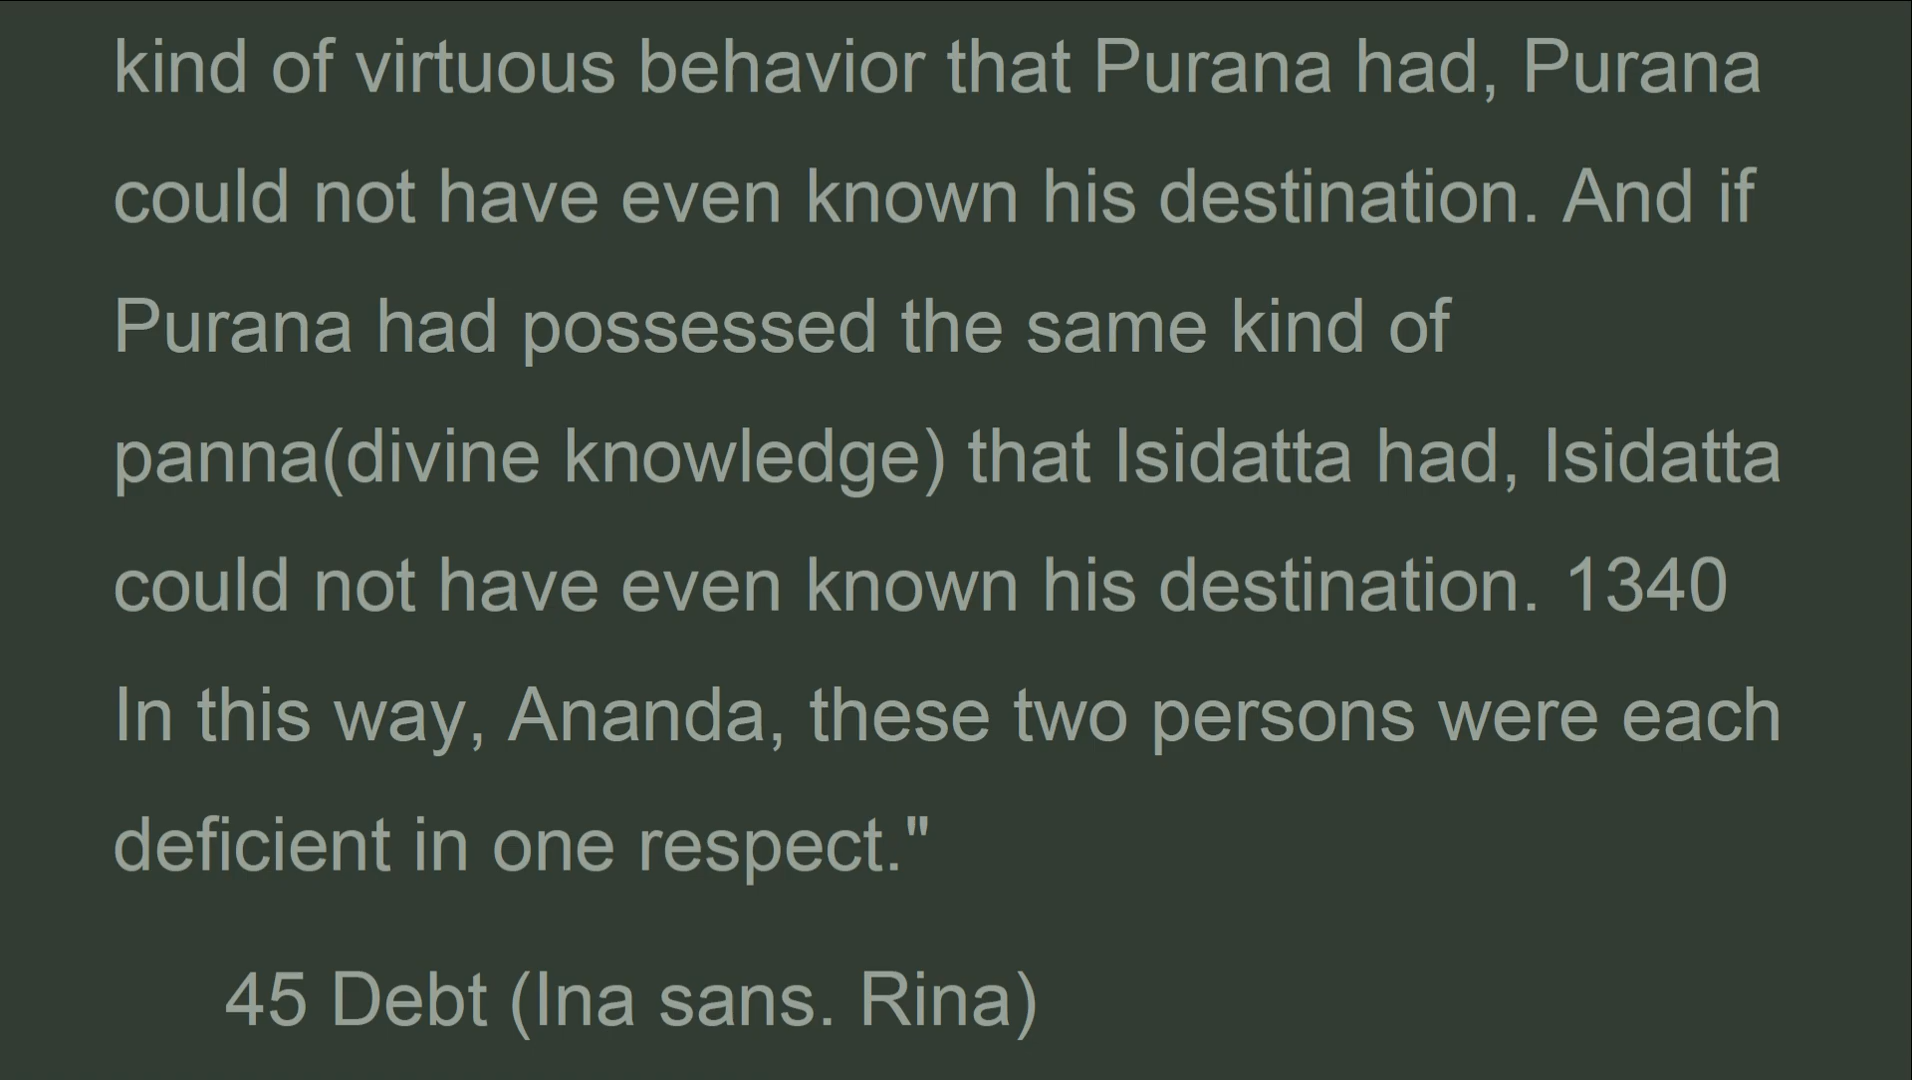 kind of virtuous behavior that Purana had, Purana
could not have even known his destination. And if
Purana had possessed the same kind of
panna(divine knowledge) that Isidatta had, Isidatta
could not have even known his destination. 1340
In this way, Ananda, these two persons were each
deficient in one respect."
45 Debt (Ina sans. Rina)